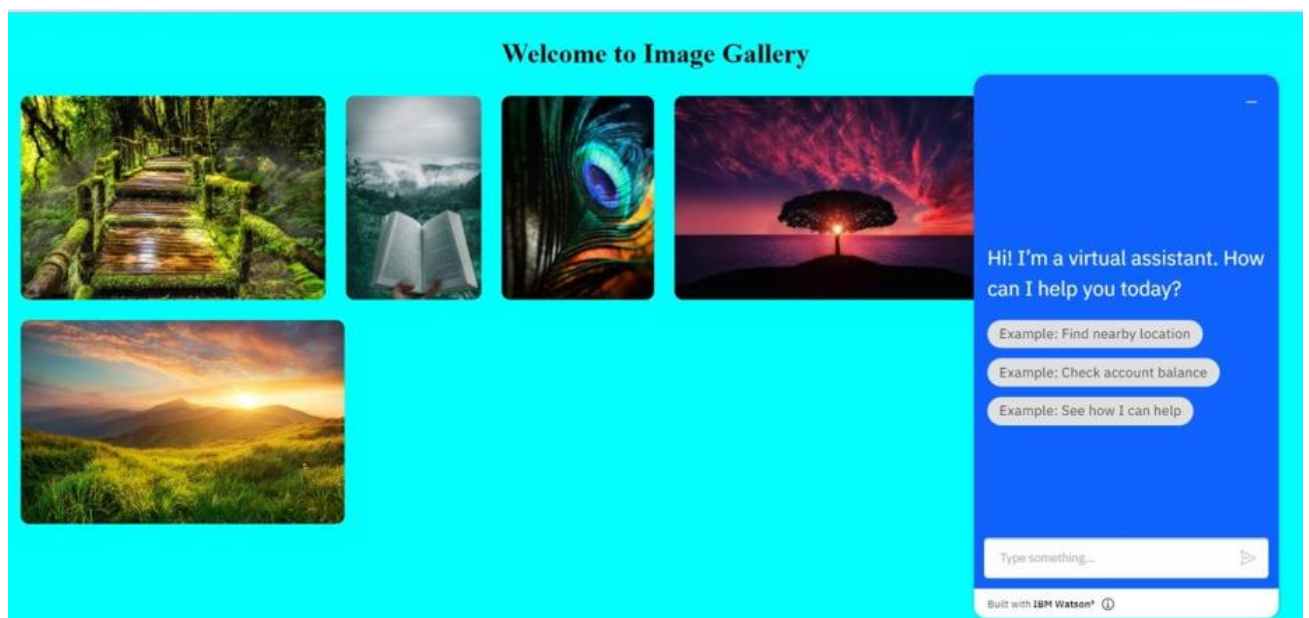 Welcome to Image Gallery
Hi! I'm a virtual assistant. How
can I help you today?
Example: Find nearby location
Example: Check account balance
Example: See how I can help
Type something...
Built with IBM Watson®